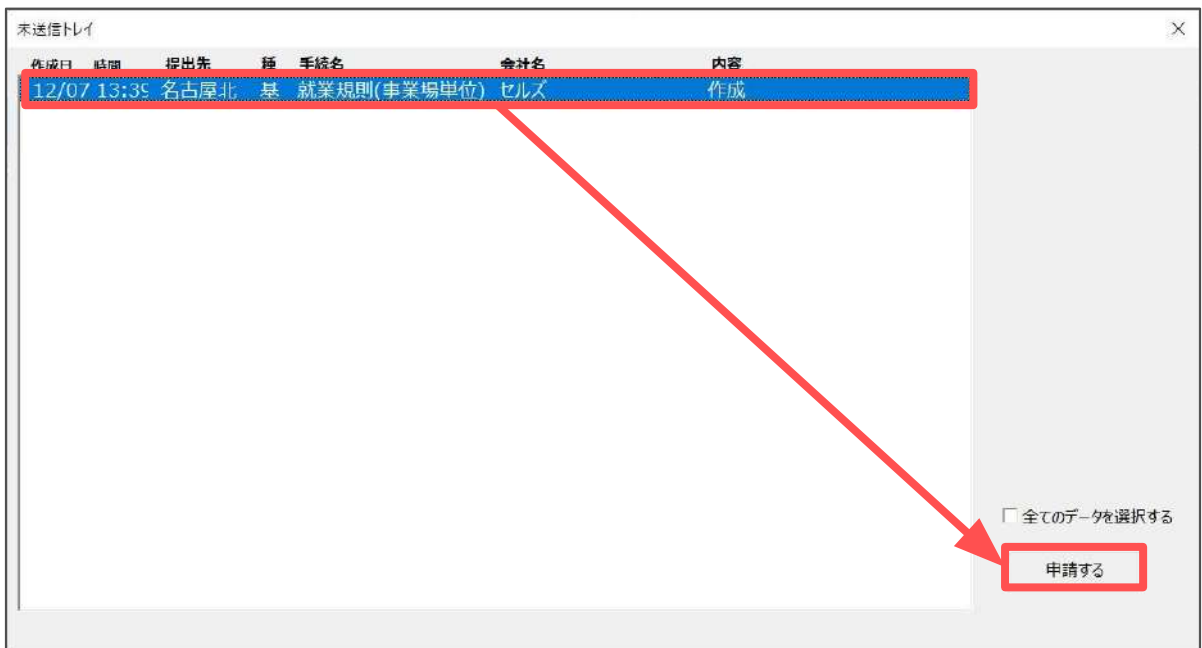 未送信トレイ
作成日 時間 提出先 種 手続名 会社名 内容
12/07 13:39 名古屋北 基 就業規則(事業場単位) セルズ 作成
全てのデータを選択する
申請する